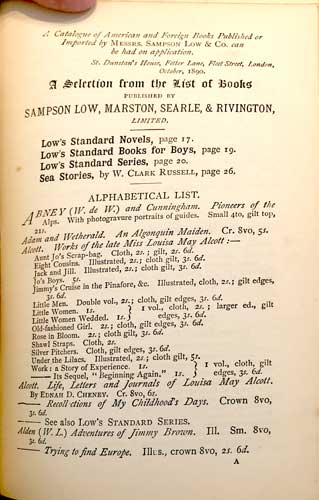 A Catalogue of American and Foreign Books Published or
Imported by MESSRS. SAMPSON LOW & Co. can
be had on application.
St. Dunstan's House, Fetter Lane, Fleet Street, London,
October, 1890.
A Selection from the List of Books
PUBLISHED BY
SAMPSON LOW, MARSTON, SEARLE, & RIVINGTON,
LIMITED.
Low's Standard Novels, page 17.
Low's Standard Books for Boys, page 19.
Low's Standard Series, page 20.
Sea Stories, by W. CLARK RUSSELL, page 26.
ALPHABETICAL LIST.
ABNEY (W. de W.) and Cunningham. Pioneers of the
Alps. With photogravure portraits of guides. Small 4to, gilt top,
21s.
Adam and Wetherald. An Algonquin Maiden. Cr. 8vo, 5s.
Alcott. Works of the late Miss Louisa May Alcott:—
Aunt Jo's Scrap-bag. Cloth, 2s.; gilt, 2s. 6d.
Eight Cousins. Illustrated, 2s.; cloth gilt, 3s. 6d.
Jack and Jill. Illustrated, 2s.; cloth gilt, 3s. 6d.
Jo's Boys. 5s.
Jimmy's Cruise in the Pinafore, &c. Illustrated, cloth, 2s.; gilt edges,
3s. 6d.
Little Men. Double vol., 2s.; cloth, gilt edges, 3s. 6d.
Little Women. 1s. } 1 vol., cloth, 2s.; larger ed., gilt
Little Women Wedded. 1s. } edges, 3s. 6d.
Old-fashioned Girl. 2s.; cloth, gilt edges, 3s. 6d.
Rose in Bloom. 2s.; cloth gilt, 3s. 6d.
Shawl Straps. Cloth, 2s.
Silver Pitchers. Cloth, gilt edges, 3s. 6d.
Under the Lilacs. Illustrated, 2s.; cloth gilt, 5s.
Work: a Story of Experience. 1s. } 1 vol., cloth, gilt
— Its Sequel, "Beginning Again." 1s. } edges, 3s. 6d.
Alcott. Life, Letters and Journals of Louisa May Alcott.
By EDNAH D. CHENEY. Cr. 8vo, 6s.
— Recollections of My Childhood's Days. Crown 8vo,
3s. 6d.
— See also LOW'S STANDARD SERIES.
Alden (W. L.) Adventures of Jimmy Brown. Ill. Sm. 8vo,
3s. 6d.
— Trying to find Europe. Illus., crown 8vo, 2s. 6d.
A